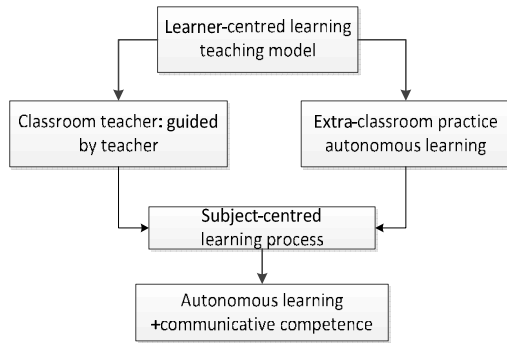 Learner-centred learning
teaching model
Classroom teacher: guided
by teacher
Extra-classroom practice
autonomous learning
Subject-centred
learning process
Autonomous learning
+communicative competence